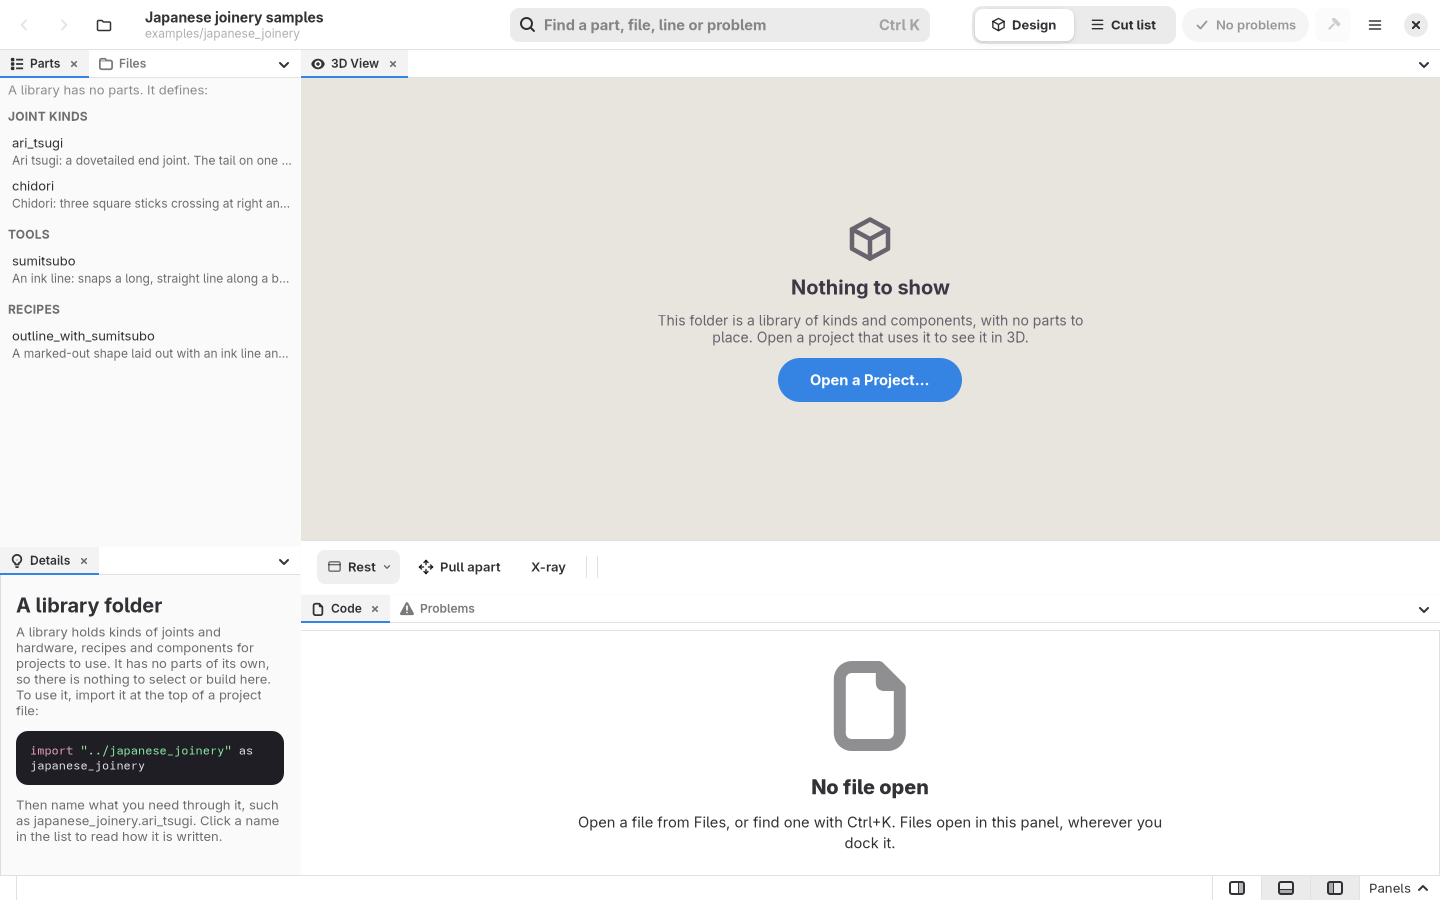 Japanese joinery samples
examples/japanese_joinery
Find a part, file, line or problem
Ctrl K
Design
Cut list
No problems
Parts
Files
3D View
A library has no parts. It defines:
JOINT KINDS
ari_tsugi
Ari tsugi: a dovetailed end joint. The tail on one ...
chidori
Chidori: three square sticks crossing at right an...
TOOLS
sumitsubo
An ink line: snaps a long, straight line along a b...
RECIPES
outline_with_sumitsubo
A marked-out shape laid out with an ink line an...
Nothing to show
This folder is a library of kinds and components, with no parts to
place. Open a project that uses it to see it in 3D.
Open a Project...
Details
A library folder
A library holds kinds of joints and
hardware, recipes and components for
projects to use. It has no parts of its own,
so there is nothing to select or build here.
To use it, import it at the top of a project
file:
import "../japanese_joinery" as
japanese_joinery
Then name what you need through it, such
as japanese_joinery.ari_tsugi. Click a name
in the list to read how it is written.
Rest
Pull apart
X-ray
Code
Problems
No file open
Open a file from Files, or find one with Ctrl+K. Files open in this panel, wherever you
dock it.
Panels